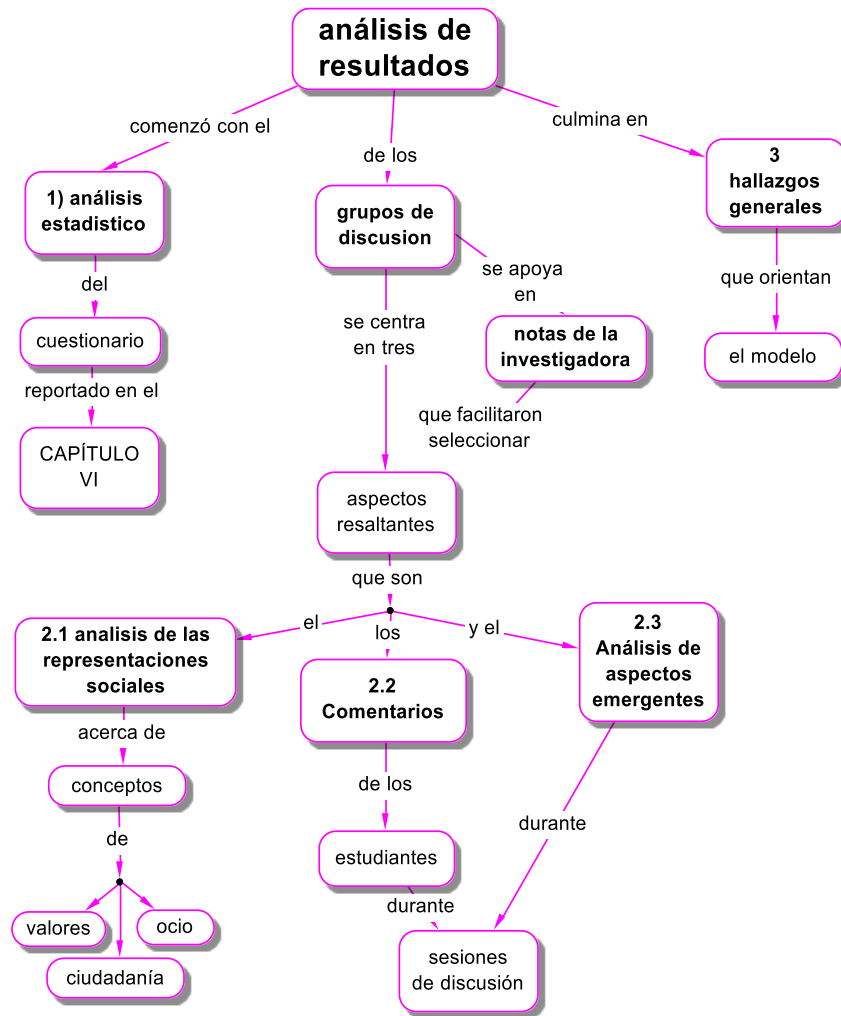 análisis de
resultados
comenzó con el
de los
culmina en
1) análisis
estadistico
grupos de
discusion
3
hallazgos
generales
del
se centra
en tres
se apoya
en
que orientan
cuestionario
notas de la
investigadora
el modelo
reportado en el
que facilitaron
seleccionar
CAPÍTULO
VI
aspectos
resaltantes
que son
el
los
y el
2.1 analisis de las
representaciones
sociales
2.2
Comentarios
2.3
Análisis de
aspectos
emergentes
acerca de
de los
durante
conceptos
estudiantes
de
durante
valores
ocio
ciudadanía
sesiones
de discusión